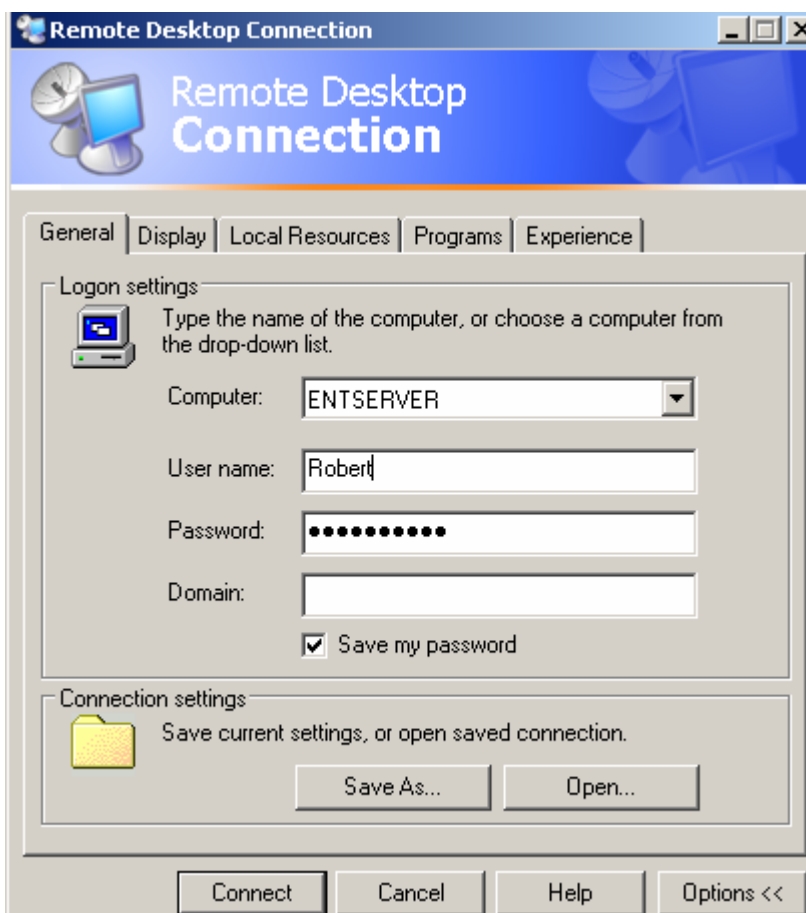 Remote Desktop Connection
Remote Desktop
Connection
General Display Local Resources Programs Experience
Logon settings
Type the name of the computer, or choose a computer from
the drop-down list.
Computer: ENTSERVER
User name: Robert
Password: ••••••••••
Domain:
Save my password
Connection settings
Save current settings, or open saved connection.
Save As... Open...
Connect Cancel Help Options <<